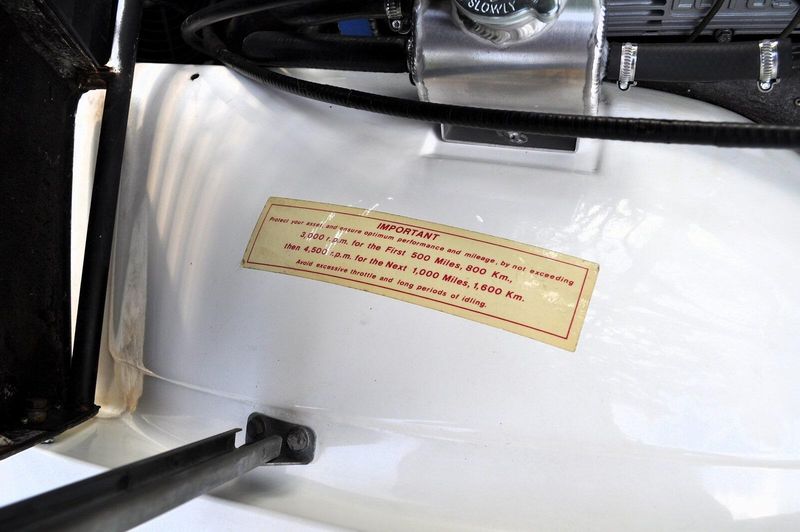 SLOWLY
LOTUS
IMPORTANT
Protect your asset and ensure optimum performance and mileage, by not exceeding
3,000 r.p.m. for the First 500 Miles, 800 Km.,
then 4,500 r.p.m. for the Next 1,000 Miles, 1,600 Km.
Avoid excessive throttle and long periods of idling.